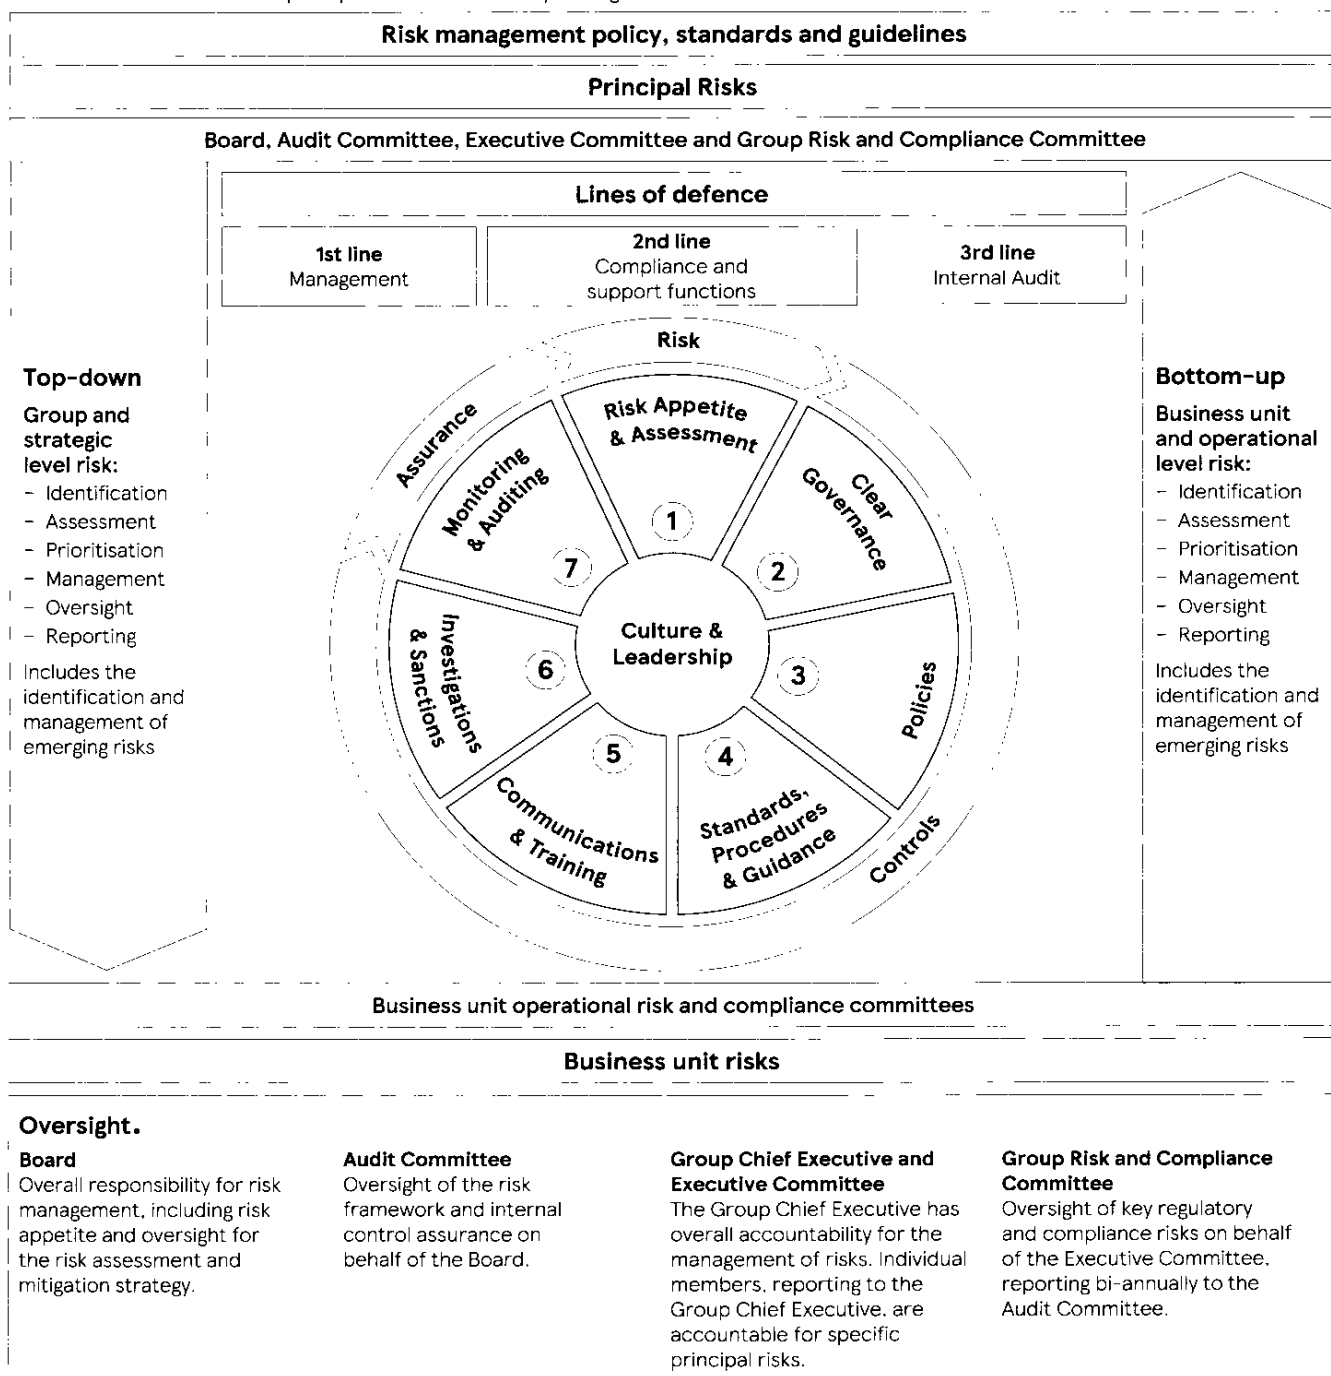 Risk management policy, standards and guidelines
Principal Risks
Board, Audit Committee, Executive Committee and Group Risk and Compliance Committee
Lines of defence
1st line
Management
2nd line
Compliance and
support functions
3rd line
Internal Audit
Top-down
Group and
strategic
level risk:
– Identification
– Assessment
– Prioritisation
– Management
– Oversight
– Reporting
Includes the
identification and
management of
emerging risks
Risk
Controls
Assurance
Risk Appetite
& Assessment
1
Clear
Governance
2
Policies
3
Standards,
Procedures
& Guidance
4
Communications
& Training
5
Investigations
& Sanctions
6
Monitoring
& Auditing
7
Culture &
Leadership
Bottom-up
Business unit
and operational
level risk:
– Identification
– Assessment
– Prioritisation
– Management
– Oversight
– Reporting
Includes the
identification and
management of
emerging risks
Business unit operational risk and compliance committees
Business unit risks
Oversight.
Board
Overall responsibility for risk
management, including risk
appetite and oversight for
the risk assessment and
mitigation strategy.
Audit Committee
Oversight of the risk
framework and internal
control assurance on
behalf of the Board.
Group Chief Executive and
Executive Committee
The Group Chief Executive has
overall accountability for the
management of risks. Individual
members, reporting to the
Group Chief Executive, are
accountable for specific
principal risks.
Group Risk and Compliance
Committee
Oversight of key regulatory
and compliance risks on behalf
of the Executive Committee,
reporting bi-annually to the
Audit Committee.